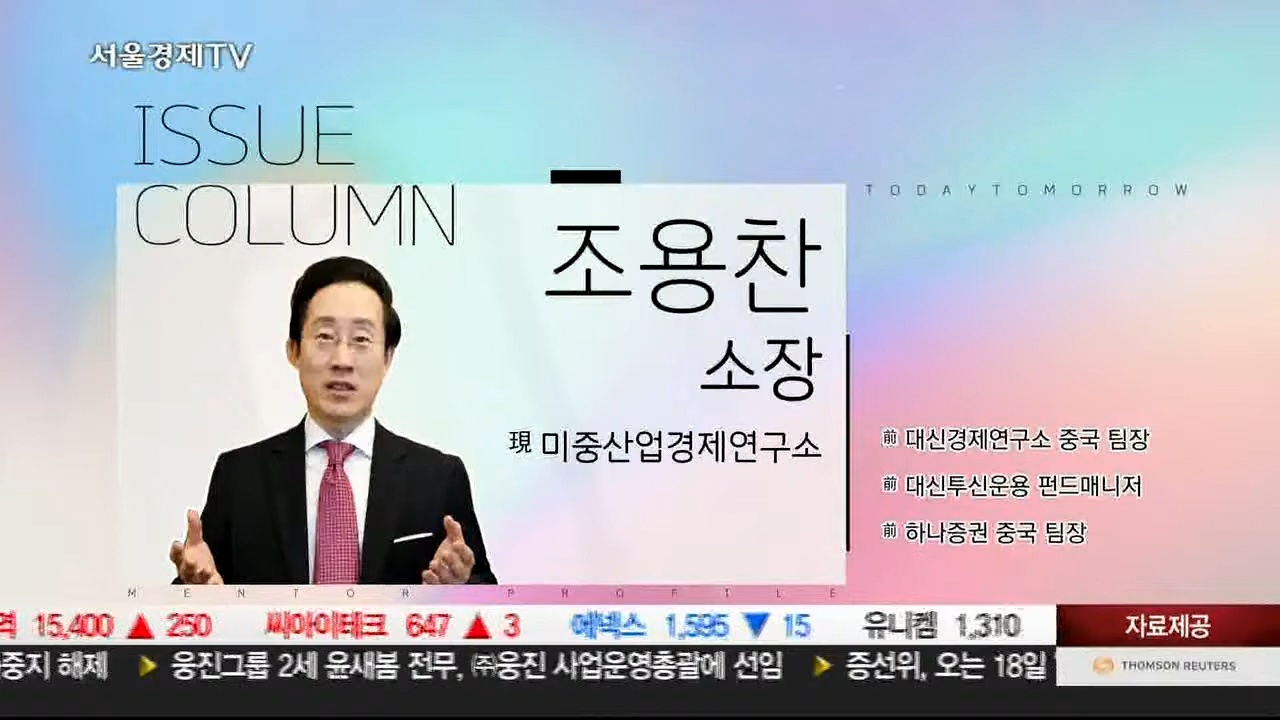 서울경제TV
ISSUE
COLUMN
TODAYTOMORROW
조용찬
소장
現 미중산업경제연구소
前 대신경제연구소 중국 팀장
前 대신투신운용 펀드매니저
前 하나증권 중국 팀장
MENTOR PROFILE
역 15,400 ▲ 250 씨아이테크 647 ▲ 3 에넥스 1,595 ▼ 15 유니켐 1,310
자료제공
중지 해제 ▶ 웅진그룹 2세 윤새봄 전무, ㈜웅진 사업운영총괄에 선임 ▶ 증선위, 오는 18일
THOMSON REUTERS